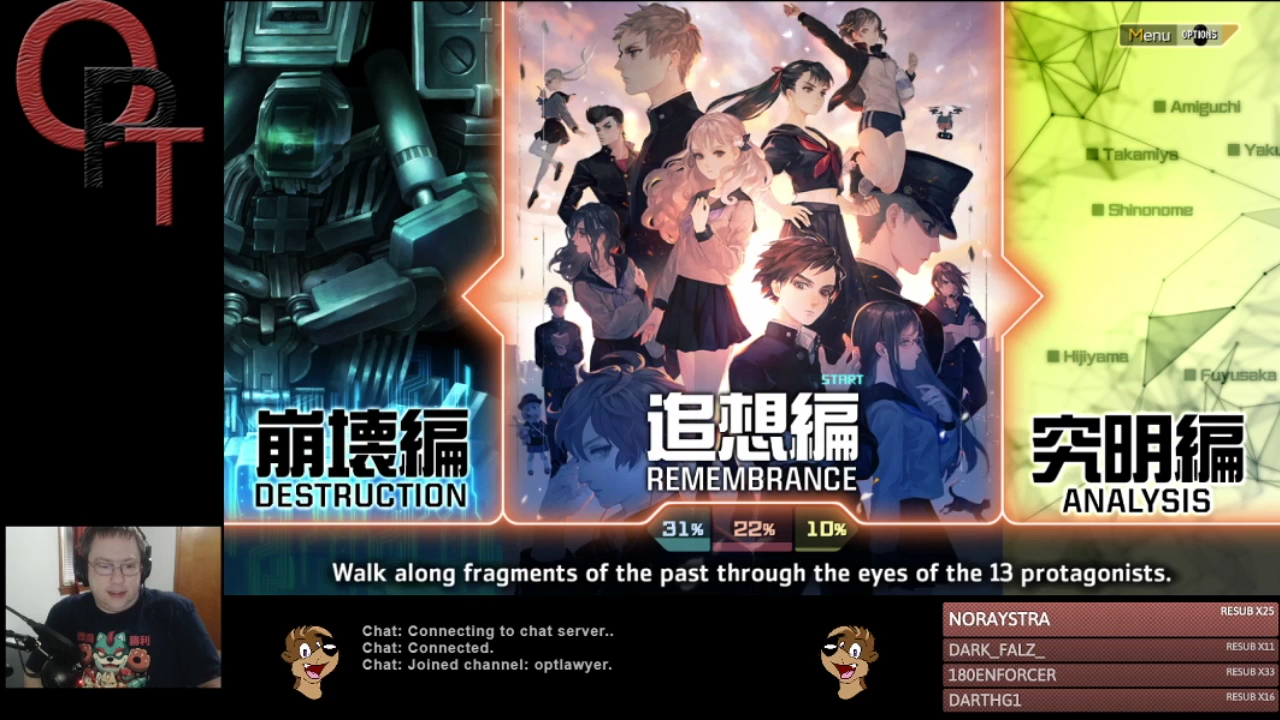 OPT
Menu OPTIONS
Amiguchi
Takamiya
Yaku
Shinonome
Hijiyama
Fuyusaka
START
崩壊編
DESTRUCTION
追想編
REMEMBRANCE
究明編
ANALYSIS
31% 22% 10%
Walk along fragments of the past through the eyes of the 13 protagonists.
Chat: Connecting to chat server..
Chat: Connected.
Chat: Joined channel: optlawyer.
NORAYSTRA RESUB X25
DARK_FALZ_ RESUB X11
180ENFORCER RESUB X33
DARTHG1 RESUB X16
勝利